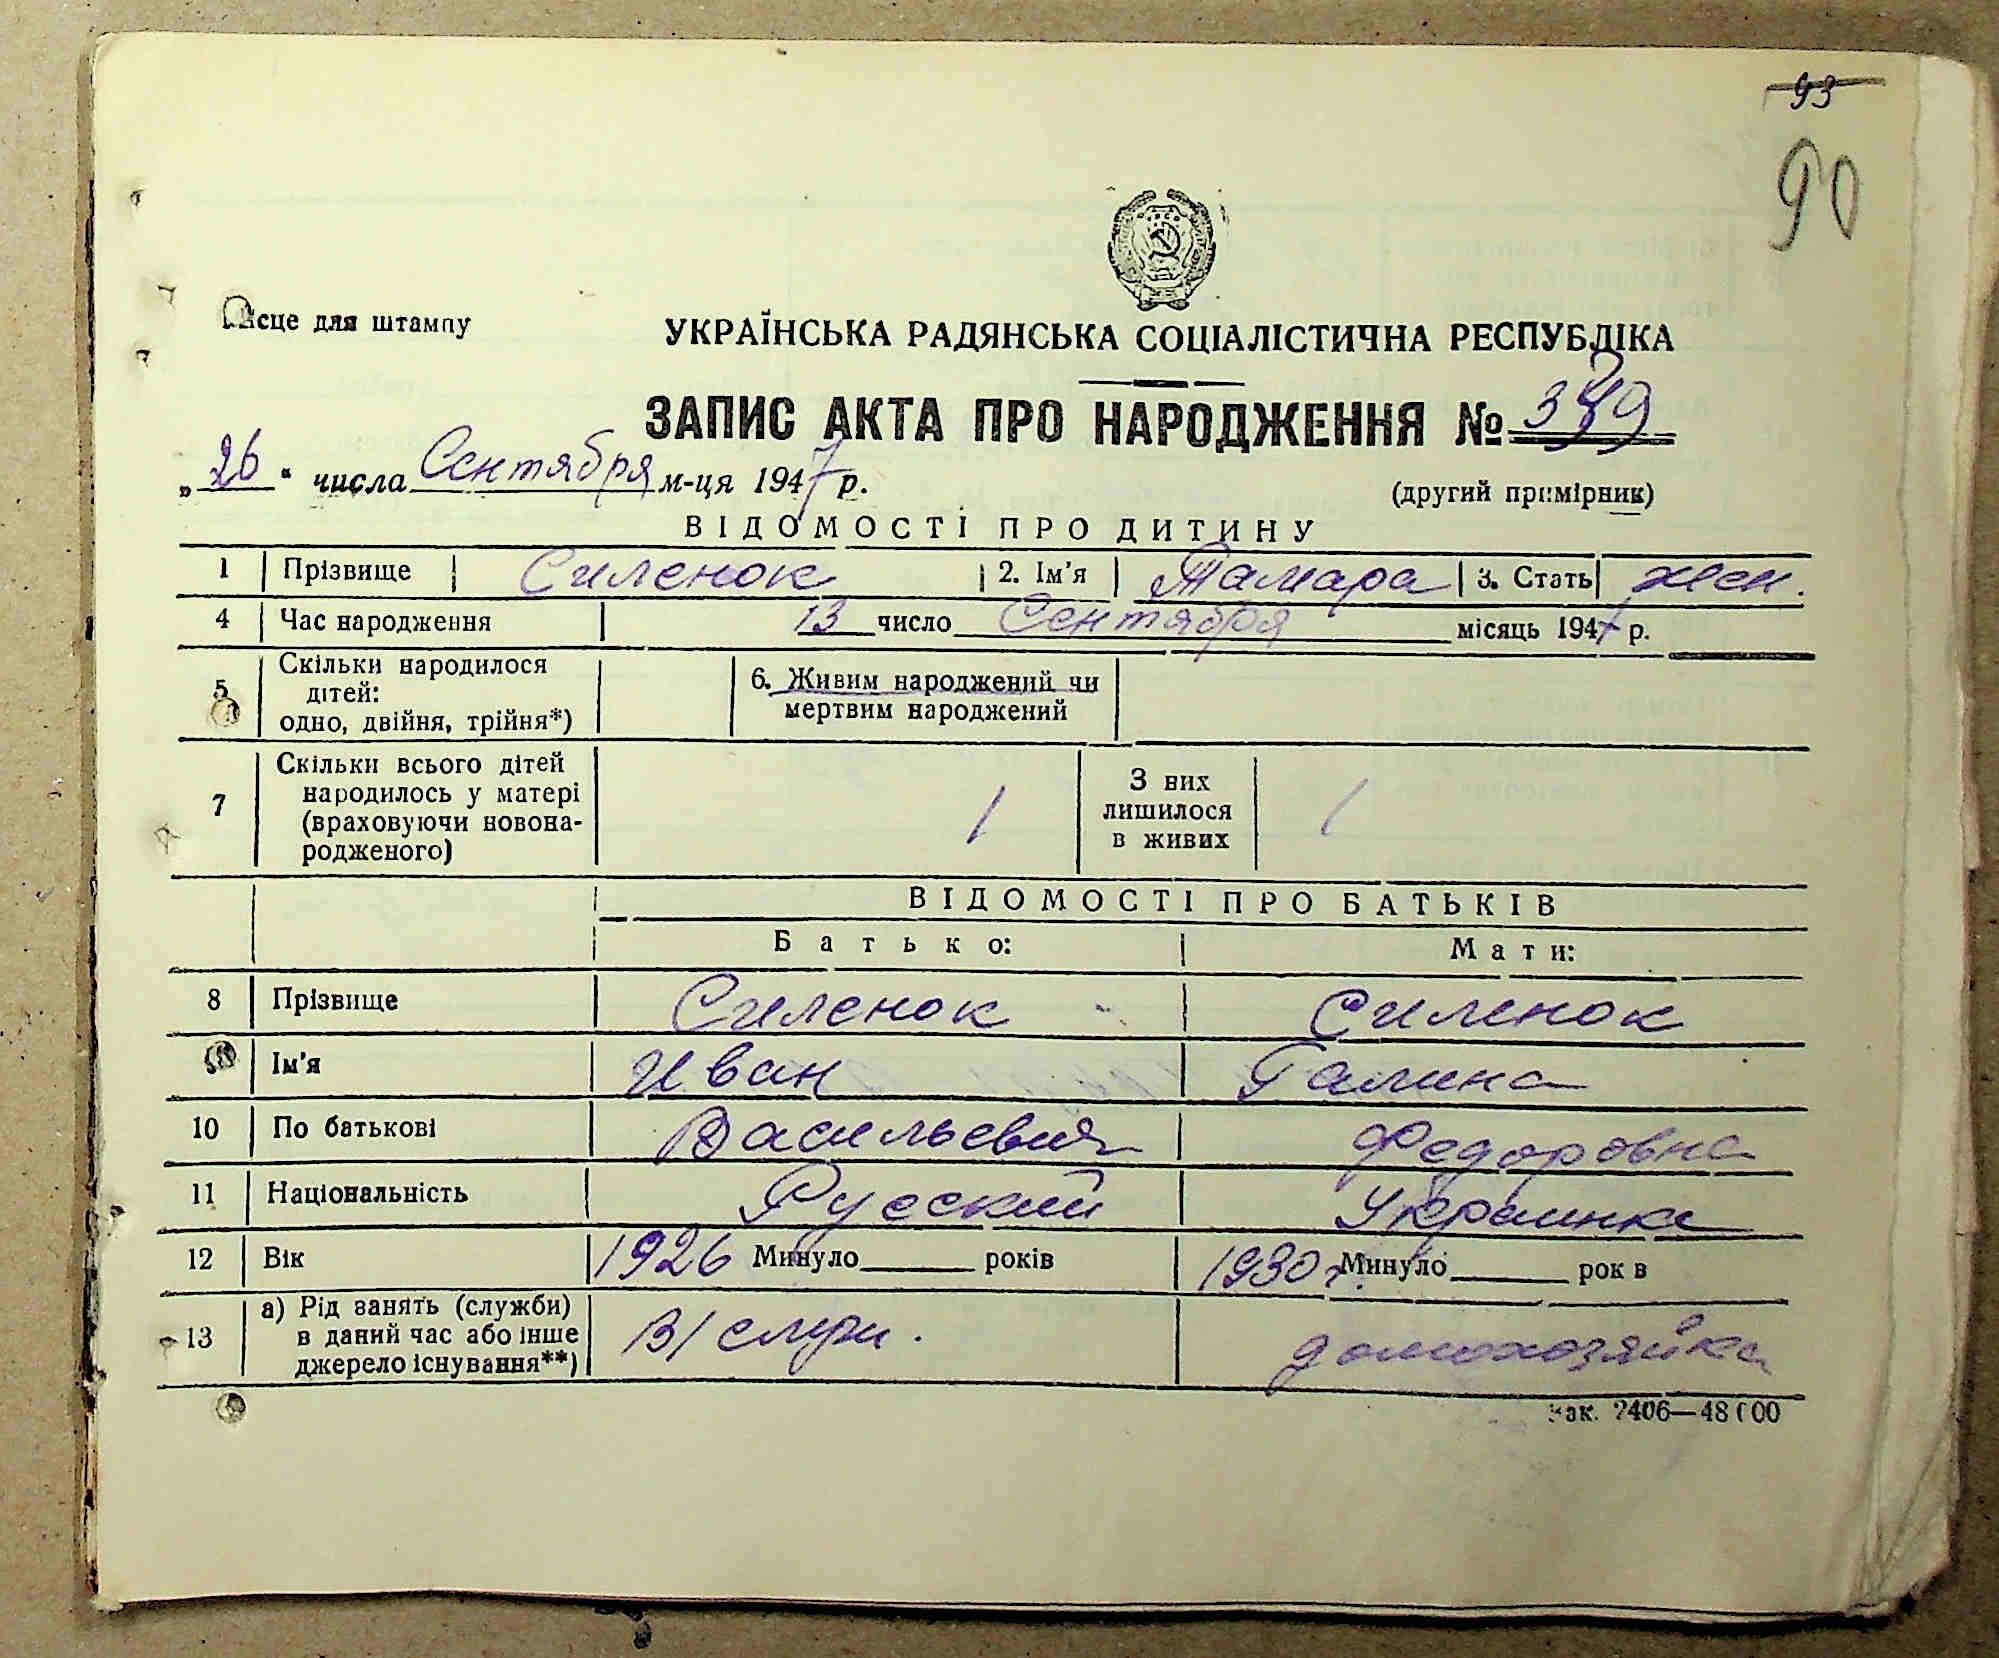 93
90
Місце для штампу
УКРАЇНСЬКА РАДЯНСЬКА СОЦІАЛІСТИЧНА РЕСПУБЛІКА
ЗАПИС АКТА ПРО НАРОДЖЕННЯ №
„26“ числа Сентября м-ця 1947 р.
(другий примірник)
ВІДОМОСТІ ПРО ДИТИНУ
1 Прізвище Силенок 2. Ім'я Тамара 3. Стать жен.
4 Час народження 13 число Сентября місяць 1947 р.
5 Скільки народилося дітей: одно, двійня, трійня*) 6. Живим народжений чи мертвим народжений
7 Скільки всього дітей народилось у матері (враховуючи новонародженого) 1 З них лишилося в живих 1
ВІДОМОСТІ ПРО БАТЬКІВ
Батько: Мати:
8 Прізвище Силенок Силенок
9 Ім'я Иван Галина
10 По батькові Васильевич Федоровна
11 Національність Русский Украинка
12 Вік 1926 Минуло років 1930 г. Минуло рок в
13 а) Рід занять (служби) в даний час або інше джерело існування**) В/служ. домохозяйка
Зак. 2406—48000